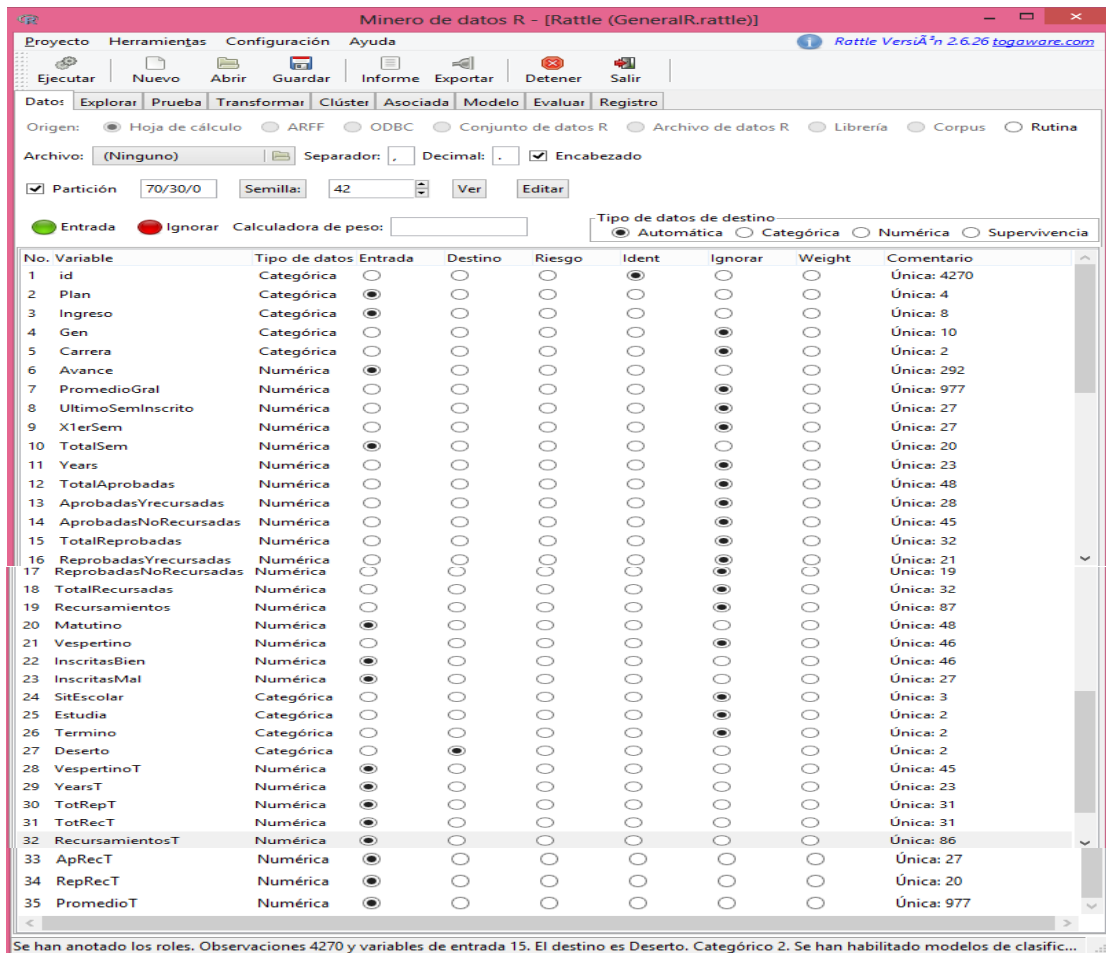 Minero de datos R - [Rattle (GeneralR.rattle)]
Proyecto Herramientas Configuración Ayuda Rattle VersiÃ³n 2.6.26 togaware.com
Ejecutar Nuevo Abrir Guardar Informe Exportar Detener Salir
Datos Explorar Prueba Transformar Clúster Asociada Modelo Evaluar Registro
Origen: Hoja de cálculo ARFF ODBC Conjunto de datos R Archivo de datos R Librería Corpus Rutina
Archivo: (Ninguno) Separador: , Decimal: . Encabezado
Partición 70/30/0 Semilla: 42 Ver Editar
Tipo de datos de destino
Entrada Ignorar Calculadora de peso: Automática Categórica Numérica Supervivencia
No. Variable Tipo de datos Entrada Destino Riesgo Ident Ignorar Weight Comentario
1 id Categórica Única: 4270
2 Plan Categórica Única: 4
3 Ingreso Categórica Única: 8
4 Gen Categórica Única: 10
5 Carrera Categórica Única: 2
6 Avance Numérica Única: 292
7 PromedioGral Numérica Única: 977
8 UltimoSemInscrito Numérica Única: 27
9 X1erSem Numérica Única: 27
10 TotalSem Numérica Única: 20
11 Years Numérica Única: 23
12 TotalAprobadas Numérica Única: 48
13 AprobadasYrecursadas Numérica Única: 28
14 AprobadasNoRecursadas Numérica Única: 45
15 TotalReprobadas Numérica Única: 32
16 ReprobadasYrecursadas Numérica Única: 21
17 ReprobadasNoRecursadas Numérica Única: 19
18 TotalRecursadas Numérica Única: 32
19 Recursamientos Numérica Única: 87
20 Matutino Numérica Única: 48
21 Vespertino Numérica Única: 46
22 InscritasBien Numérica Única: 46
23 InscritasMal Numérica Única: 27
24 SitEscolar Categórica Única: 3
25 Estudia Categórica Única: 2
26 Termino Categórica Única: 2
27 Deserto Categórica Única: 2
28 VespertinoT Numérica Única: 45
29 YearsT Numérica Única: 23
30 TotRepT Numérica Única: 31
31 TotRecT Numérica Única: 31
32 RecursamientosT Numérica Única: 86
33 ApRecT Numérica Única: 27
34 RepRecT Numérica Única: 20
35 PromedioT Numérica Única: 977
Se han anotado los roles. Observaciones 4270 y variables de entrada 15. El destino es Deserto. Categórico 2. Se han habilitado modelos de clasific...